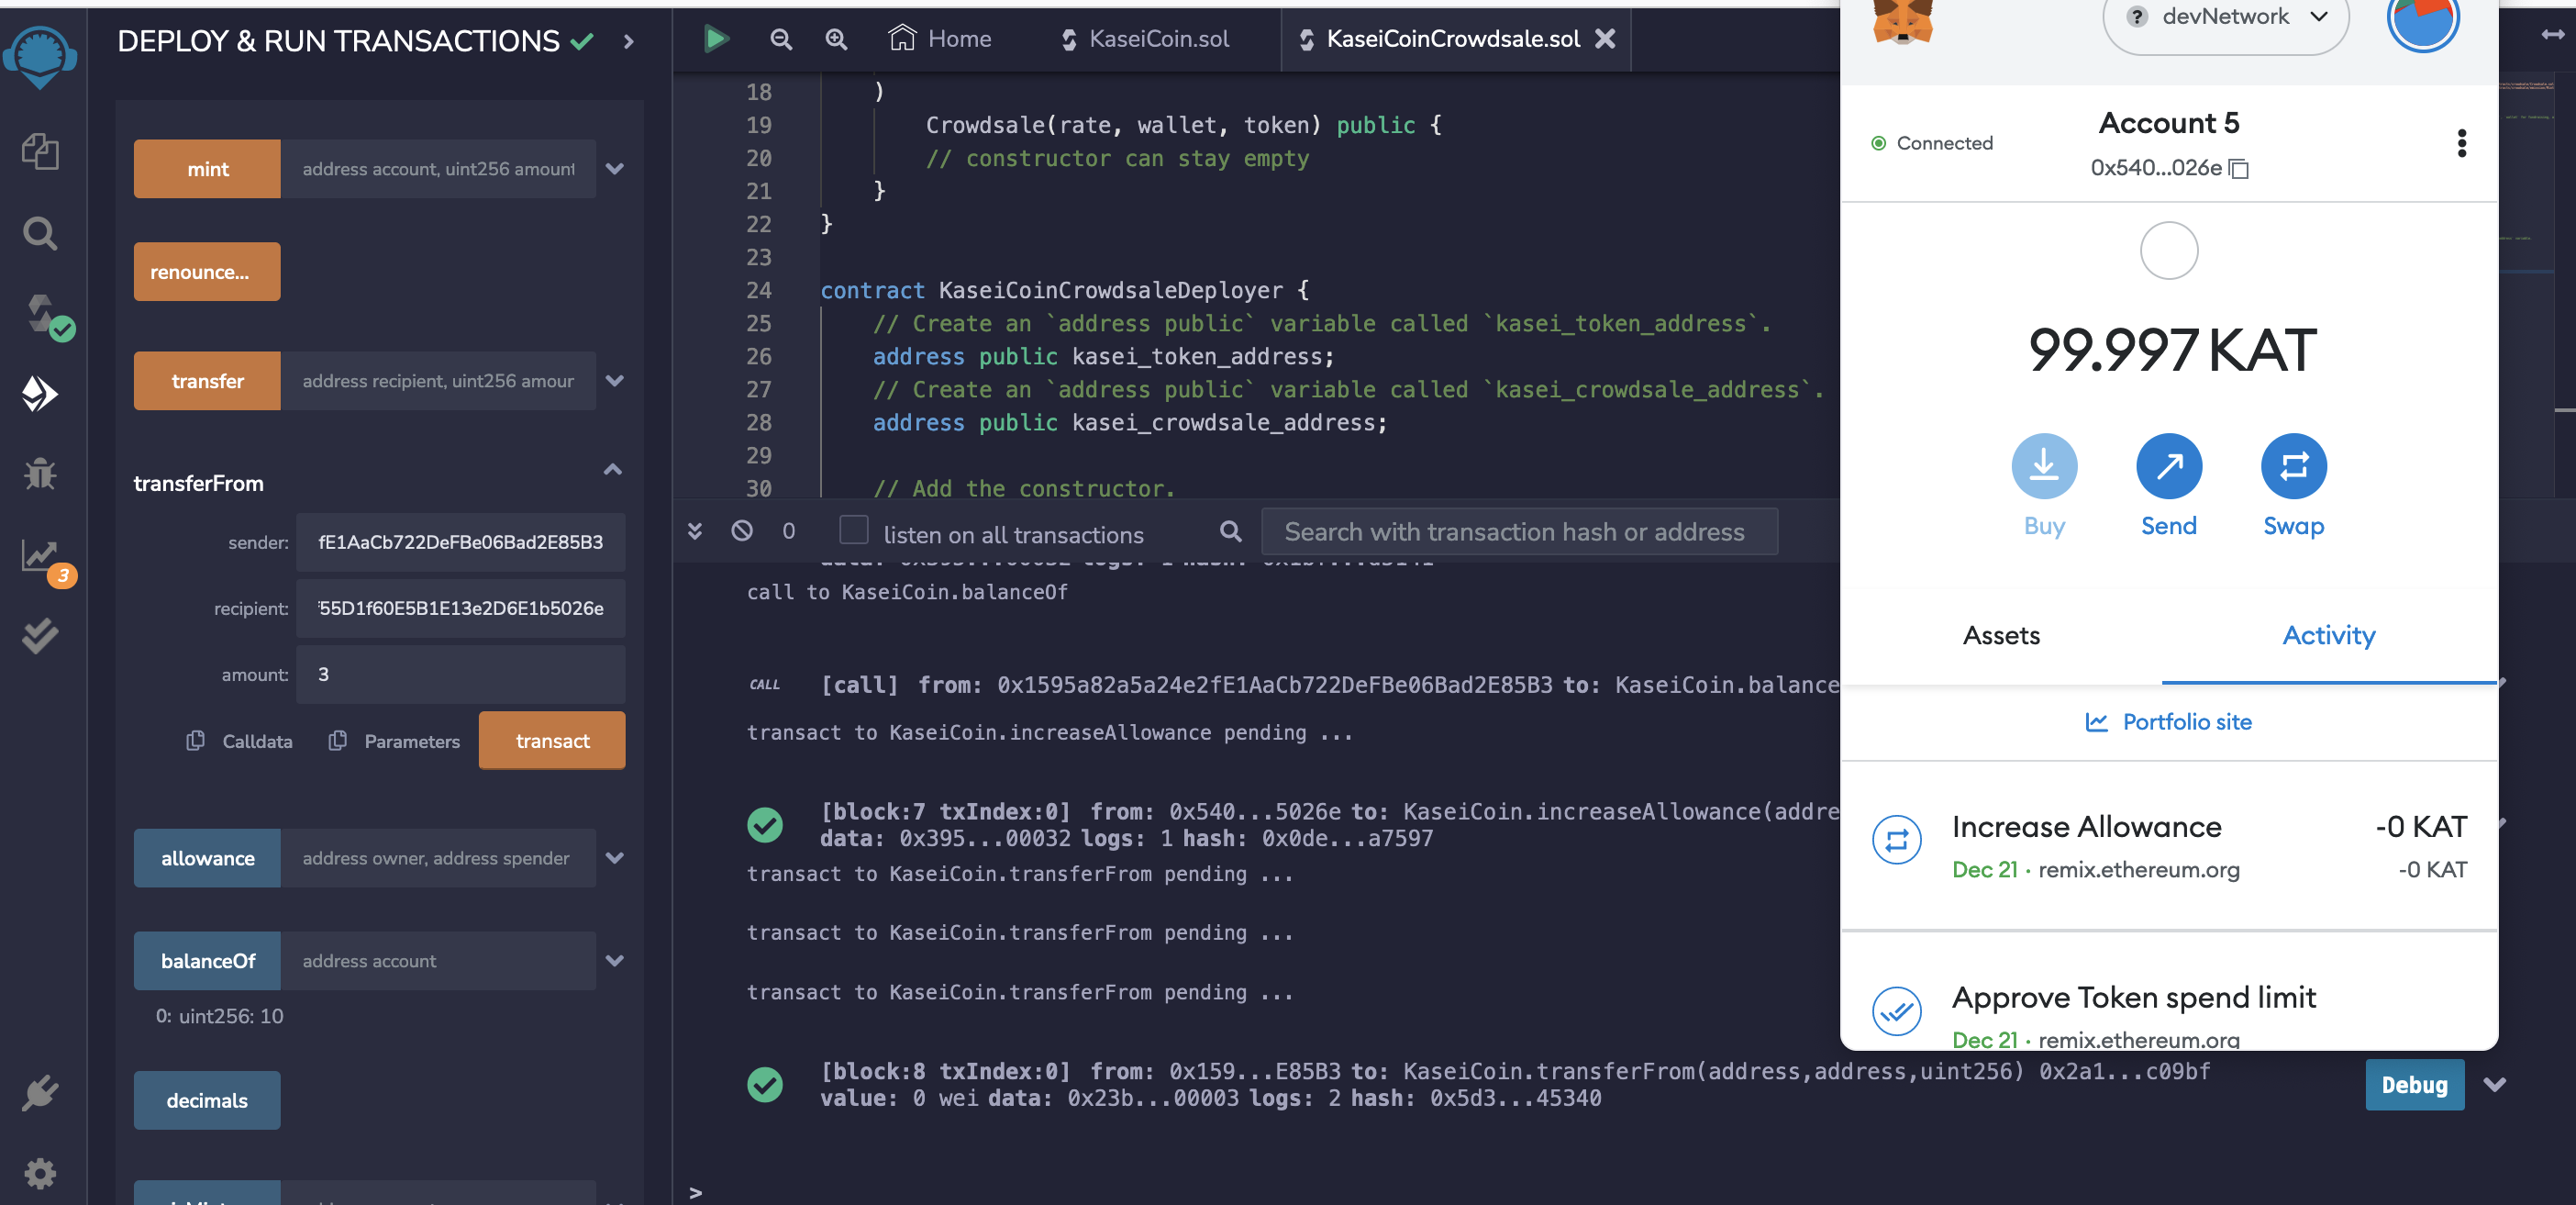 DEPLOY & RUN TRANSACTIONS
mint
address account, uint256 amount
renounce...
transfer
address recipient, uint256 amour
transferFrom
sender:
fE1AaCb722DeFBe06Bad2E85B3
recipient:
55D1f60E5B1E13e2D6E1b5026e
amount:
3
Calldata
Parameters
transact
allowance
address owner, address spender
balanceOf
address account
0: uint256: 10
decimals
3
Home
KaseiCoin.sol
KaseiCoinCrowdsale.sol
18 )
19 Crowdsale(rate, wallet, token) public {
20 // constructor can stay empty
21 }
22 }
23
24 contract KaseiCoinCrowdsaleDeployer {
25 // Create an `address public` variable called `kasei_token_address`.
26 address public kasei_token_address;
27 // Create an `address public` variable called `kasei_crowdsale_address`.
28 address public kasei_crowdsale_address;
29
30 // Add the constructor.
0
listen on all transactions
Search with transaction hash or address
call to KaseiCoin.balanceOf
CALL [call] from: 0x1595a82a5a24e2fE1AaCb722DeFBe06Bad2E85B3 to: KaseiCoin.balance
transact to KaseiCoin.increaseAllowance pending ...
[block:7 txIndex:0] from: 0x540...5026e to: KaseiCoin.increaseAllowance(addre
data: 0x395...00032 logs: 1 hash: 0x0de...a7597
transact to KaseiCoin.transferFrom pending ...
transact to KaseiCoin.transferFrom pending ...
transact to KaseiCoin.transferFrom pending ...
[block:8 txIndex:0] from: 0x159...E85B3 to: KaseiCoin.transferFrom(address,address,uint256) 0x2a1...c09bf
value: 0 wei data: 0x23b...00003 logs: 2 hash: 0x5d3...45340
Debug
>
? devNetwork
Connected
Account 5
0x540...026e
99.997 KAT
Buy
Send
Swap
Assets
Activity
Portfolio site
Increase Allowance
-0 KAT
Dec 21 · remix.ethereum.org
-0 KAT
Approve Token spend limit
Dec 21 · remix.ethereum.org